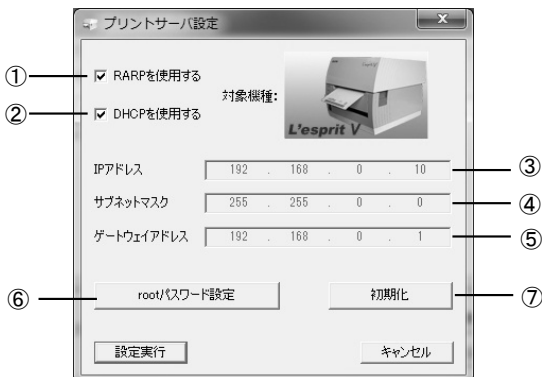 プリントサーバ設定
① RARPを使用する
② DHCPを使用する
対象機種:
L'esprit V
IPアドレス 192 . 168 . 0 . 10 ③
サブネットマスク 255 . 255 . 0 . 0 ④
ゲートウェイアドレス 192 . 168 . 0 . 1 ⑤
⑥ rootパスワード設定 初期化 ⑦
設定実行 キャンセル